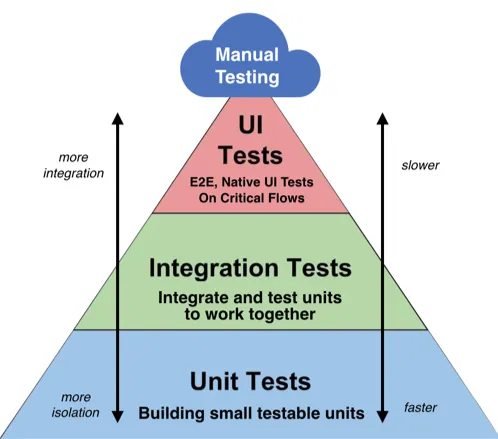 Manual
Testing
UI
Tests
E2E, Native UI Tests
On Critical Flows
more
integration
slower
Integration Tests
Integrate and test units
to work together
Unit Tests
Building small testable units
more
isolation
faster